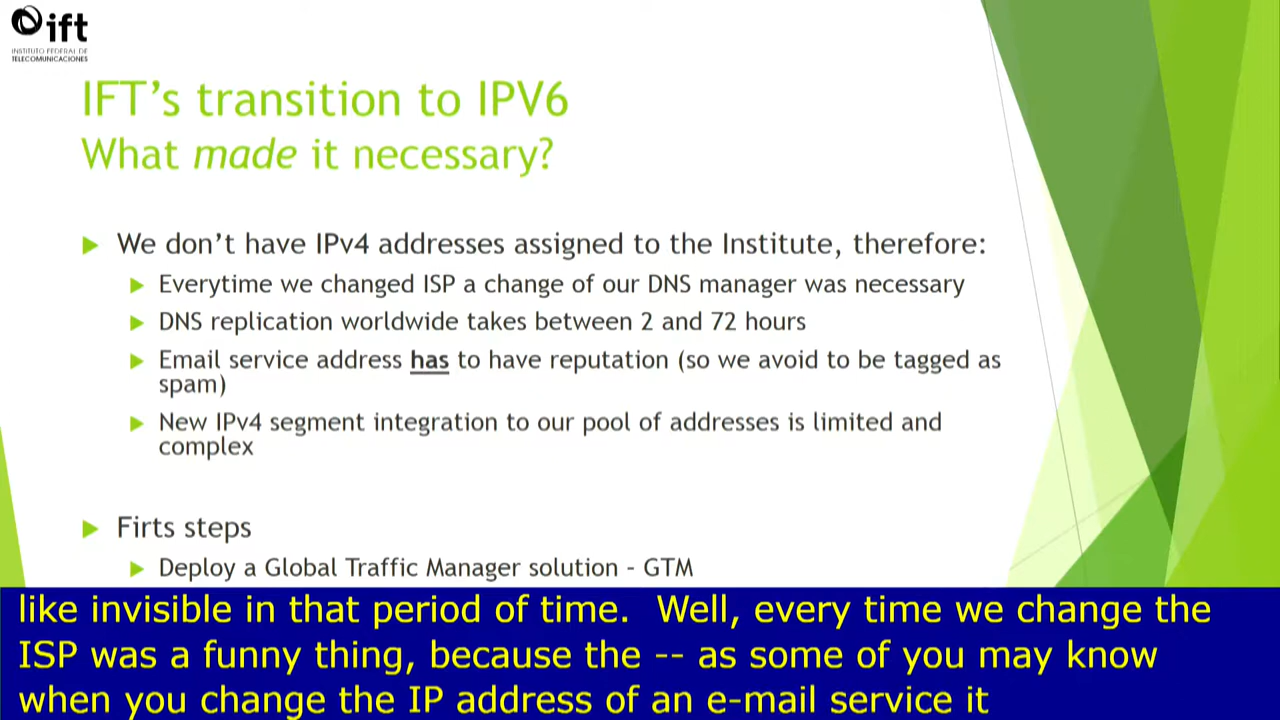 ift
INSTITUTO FEDERAL DE
TELECOMUNICACIONES
IFT's transition to IPV6
What made it necessary?
We don't have IPv4 addresses assigned to the Institute, therefore:
Everytime we changed ISP a change of our DNS manager was necessary
DNS replication worldwide takes between 2 and 72 hours
Email service address has to have reputation (so we avoid to be tagged as
spam)
New IPv4 segment integration to our pool of addresses is limited and
complex
Firts steps
Deploy a Global Traffic Manager solution - GTM
like invisible in that period of time.  Well, every time we change the
ISP was a funny thing, because the -- as some of you may know
when you change the IP address of an e-mail service it